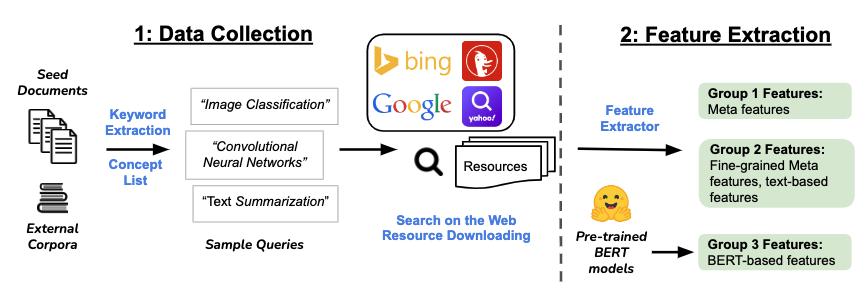 1: Data Collection
2: Feature Extraction
Seed
Documents
External
Corpora
Keyword
Extraction
Concept
List
“Image Classification”
“Convolutional
Neural Networks”
“Text Summarization”
Sample Queries
bing
Google
yahoo!
Resources
Search on the Web
Resource Downloading
Feature
Extractor
Pre-trained
BERT
models
Group 1 Features:
Meta features
Group 2 Features:
Fine-grained Meta
features, text-based
features
Group 3 Features:
BERT-based features